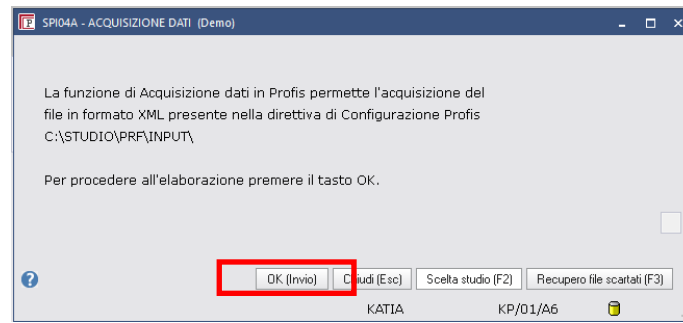 SPI04A - ACQUISIZIONE DATI (Demo)
La funzione di Acquisizione dati in Profis permette l'acquisizione del
file in formato XML presente nella direttiva di Configurazione Profis
C:\STUDIO\PRF\INPUT\
Per procedere all'elaborazione premere il tasto OK.
OK (Invio) Chiudi (Esc) Scelta studio (F2) Recupero file scartati (F3)
KATIA KP/01/A6